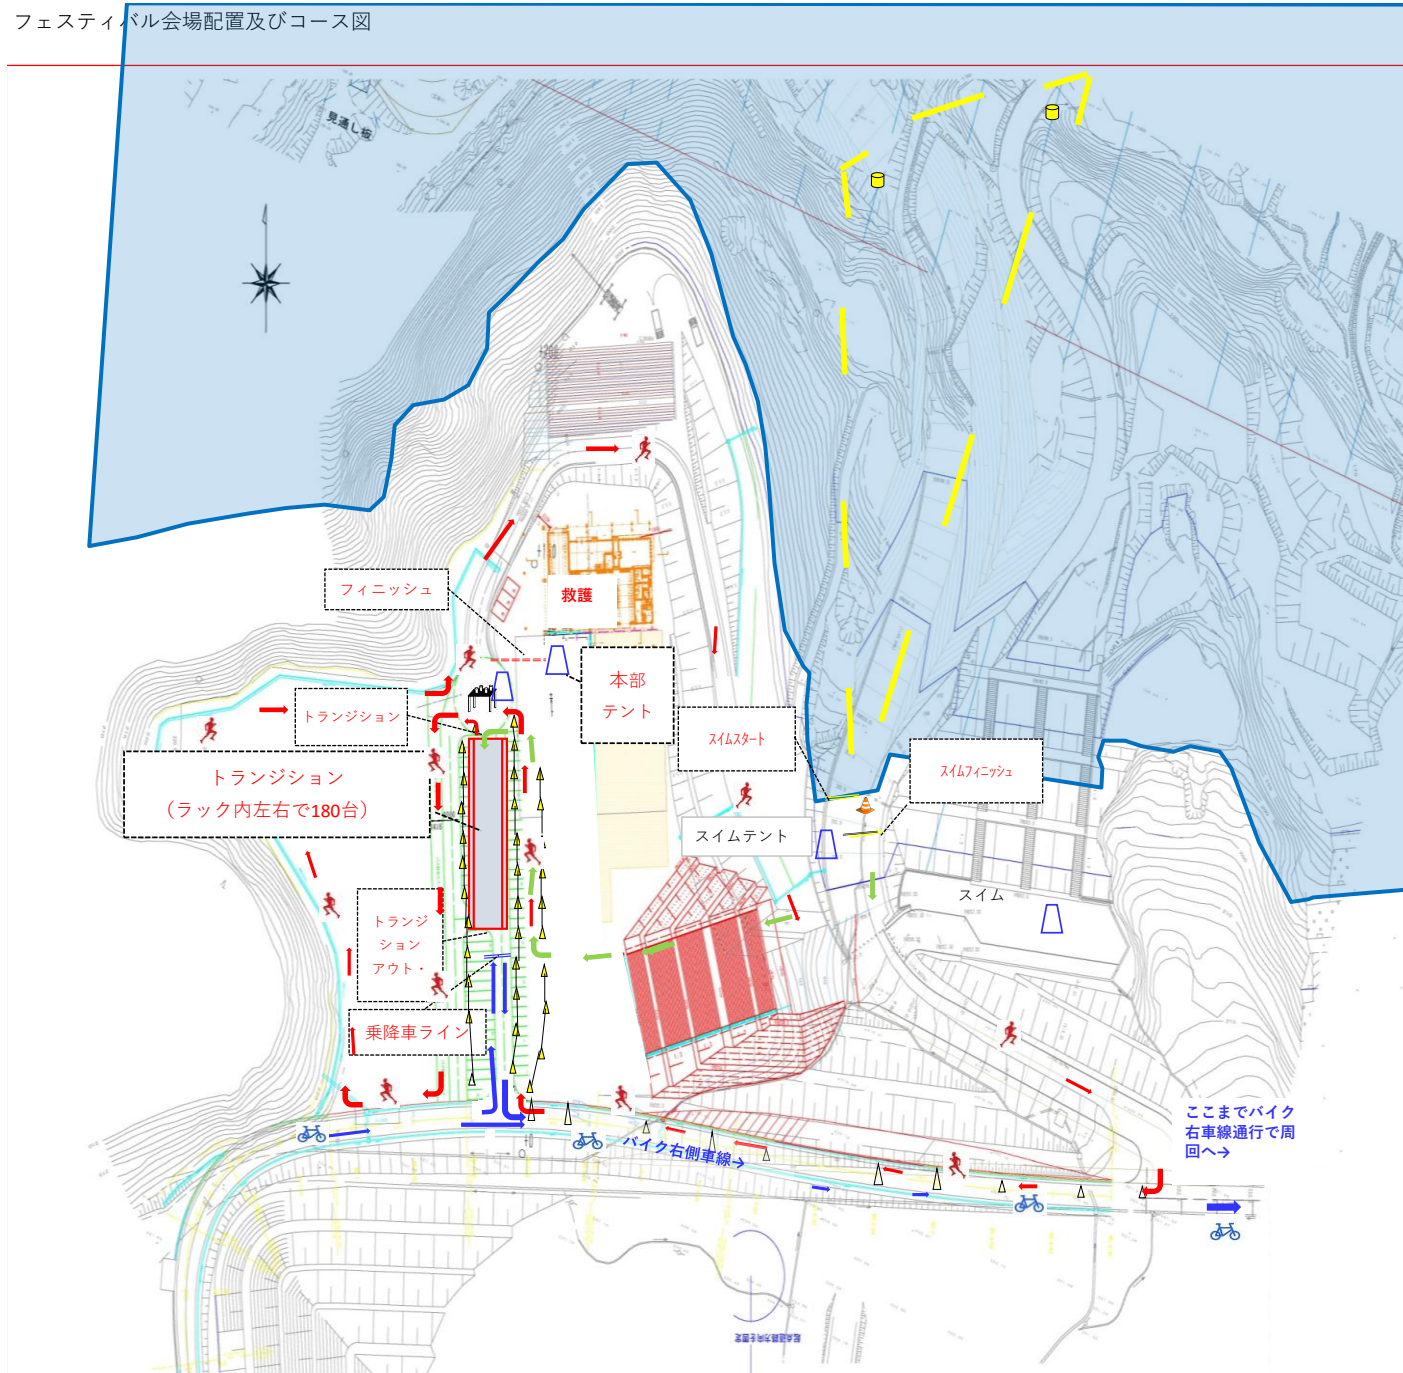 フェスティバル会場配置及びコース図
見通し板
フィニッシュ
救護
本部
テント
トランジション
スイムスタート
スイムフィニッシュ
トランジション
（ラック内左右で180台）
スイムテント
スイム
トランジ
ション
アウト・
乗降車ライン
ここまでバイク
右車線通行で周
回へ→
バイク右側車線→